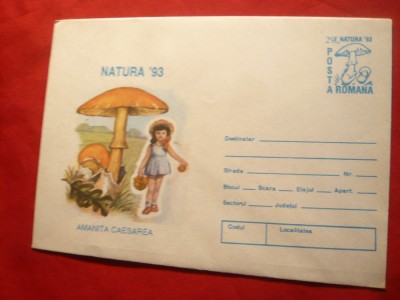 NATURA '93
AMANITA CAESAREA
NATURA '93
POSTA ROMANA
Destinatar
Strada Nr.
Blocul Scara Etajul Apart.
Sectorul Judetul
Codul Localitatea